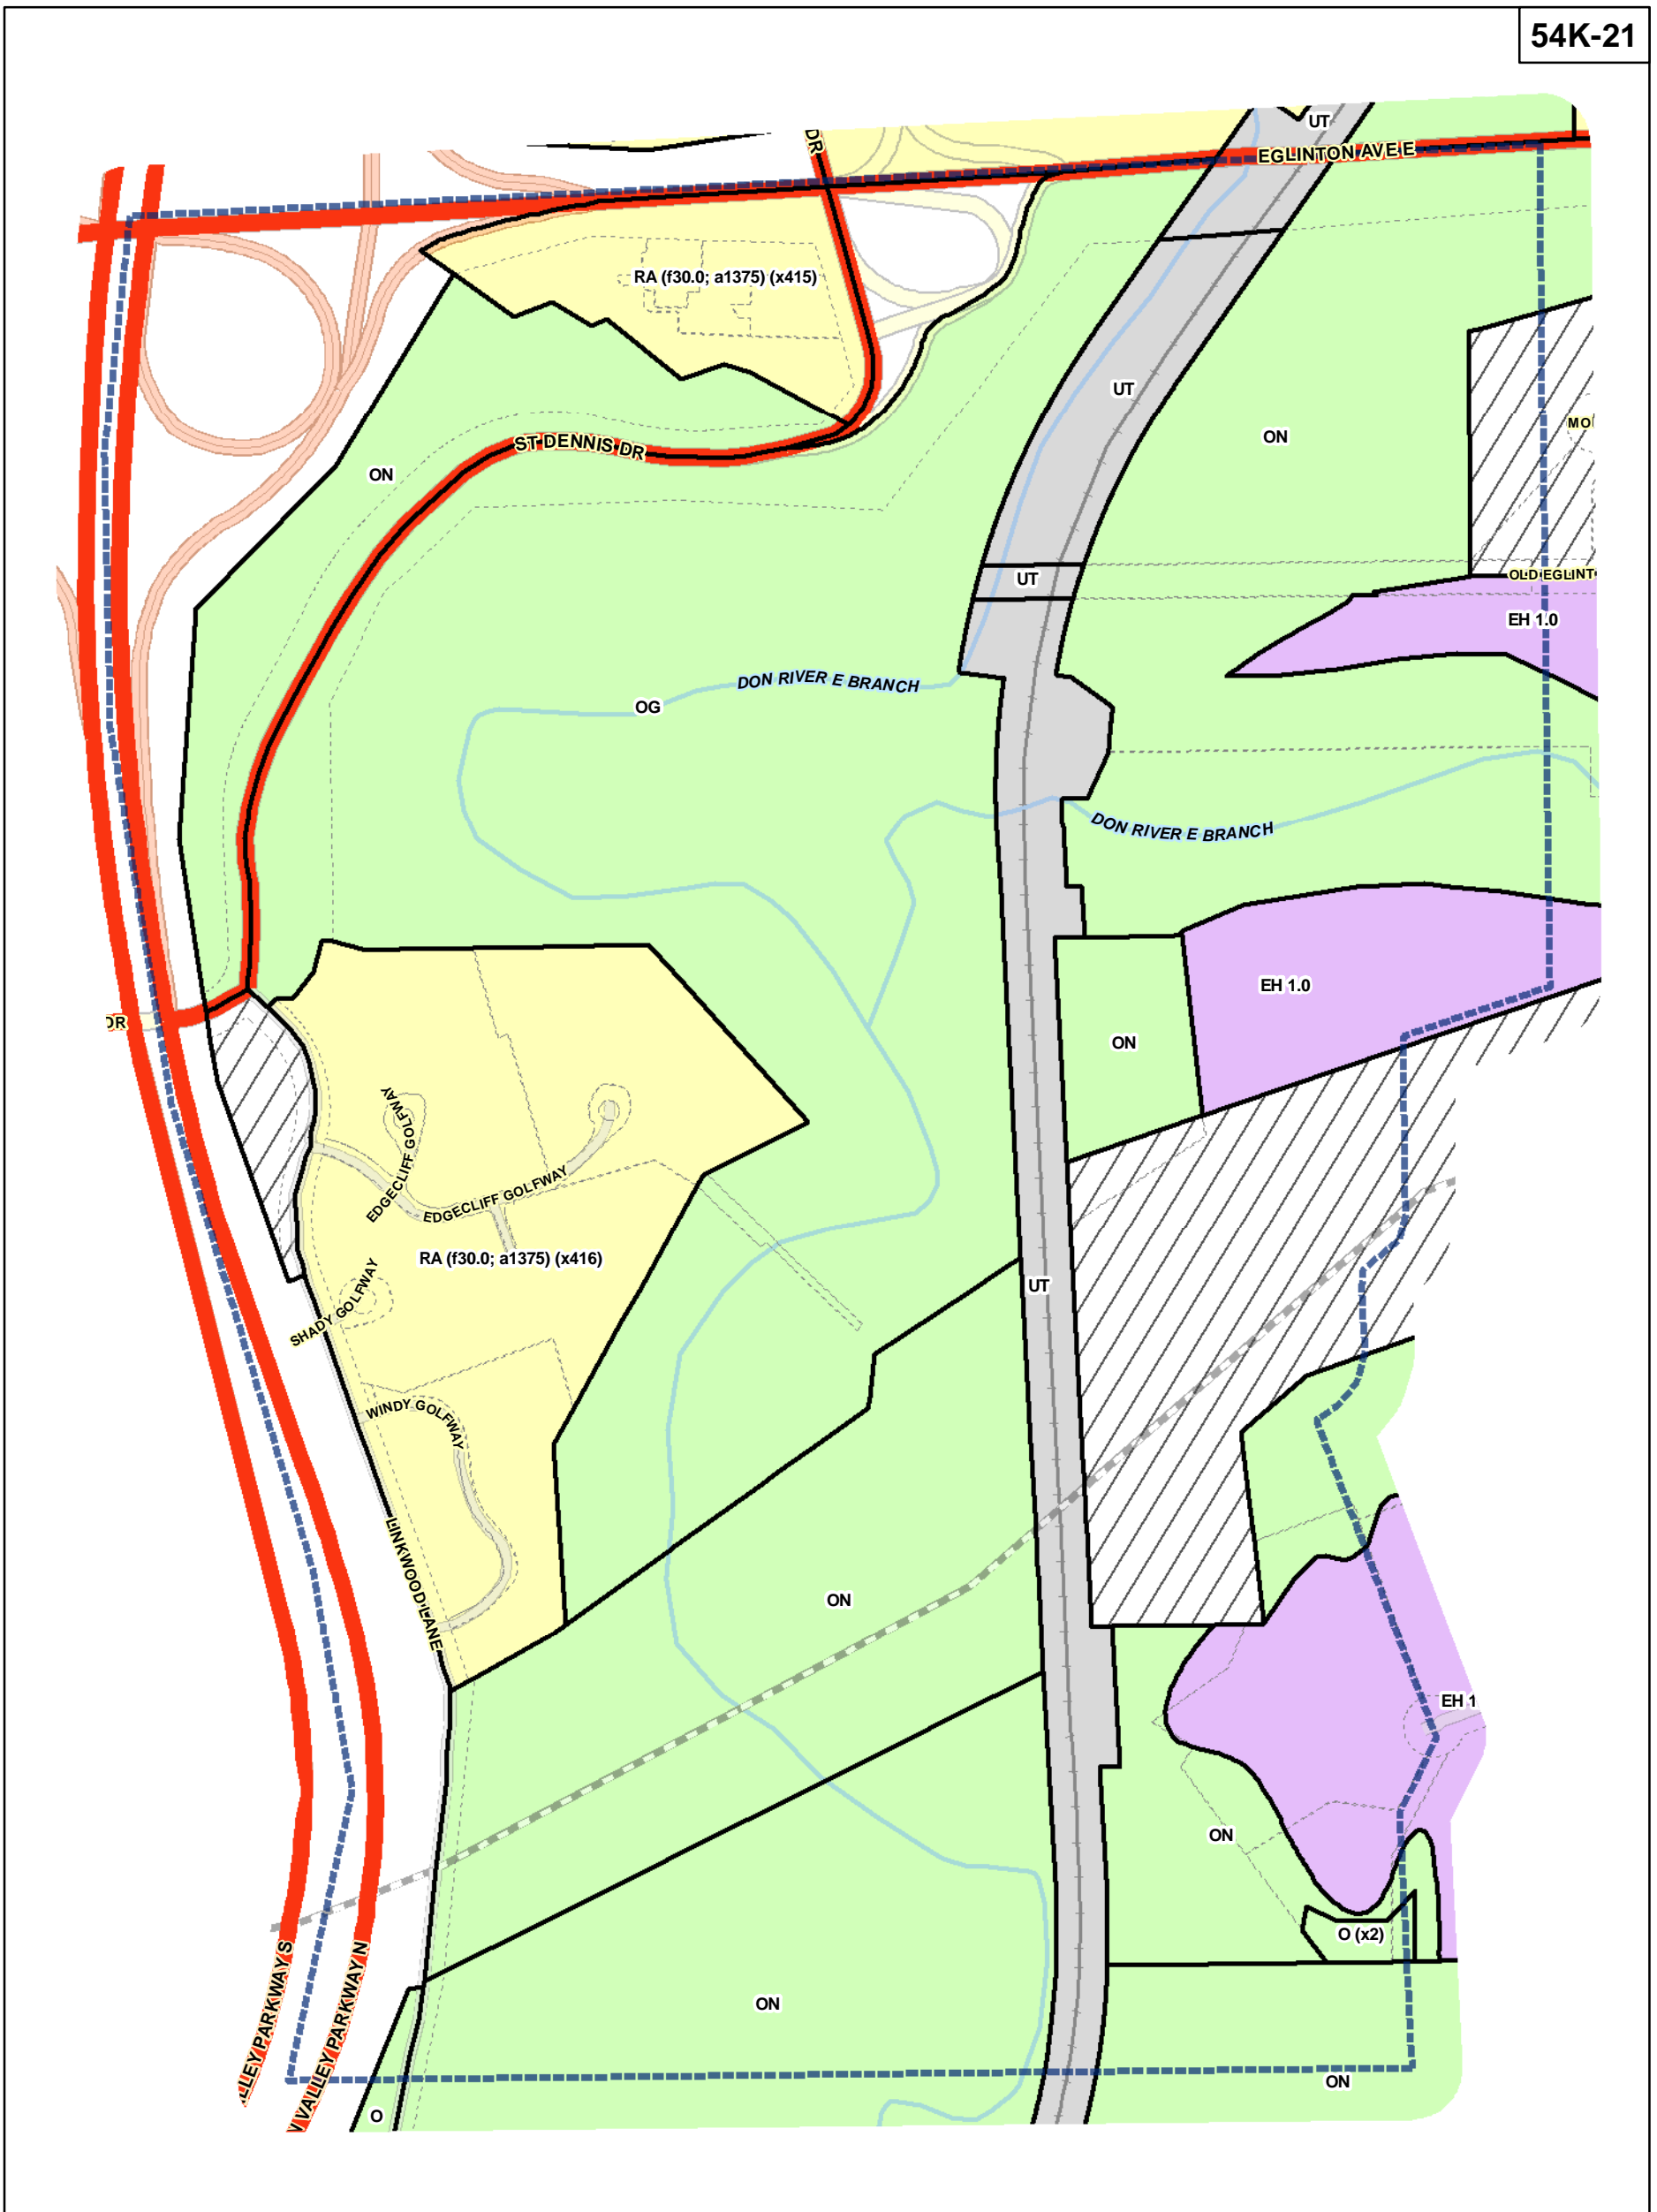 54K-21
UT
EGLINTON AVE E
DR
RA (f30.0; a1375) (x415)
UT
MO
ON
ST DENNIS DR
ON
OLD EGLINT
UT
EH 1.0
DON RIVER E BRANCH
OG
DON RIVER E BRANCH
EH 1.0
DR
ON
EDGECLIFF GOLFWAY
EDGECLIFF GOLFWAY
RA (f30.0; a1375) (x416)
UT
SHADY GOLFWAY
WINDY GOLFWAY
LINKWOOD LANE
ON
EH 1
ON
O (x2)
LLEY PARKWAY S
N VALLEY PARKWAY N
ON
ON
O